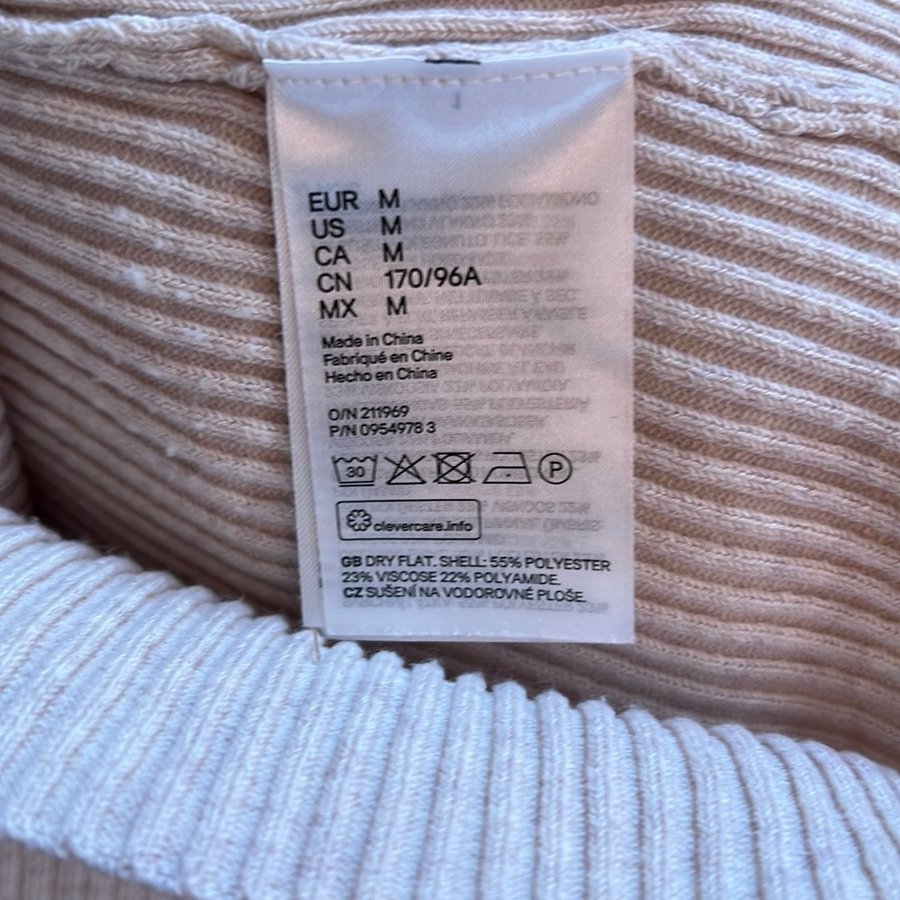 EUR M
US M
CA M
CN 170/96A
MX M
Made in China
Fabriqué en Chine
Hecho en China
O/N 211969
P/N 0954978 3
30 P
clevercare.info
GB DRY FLAT. SHELL: 55% POLYESTER
23% VISCOSE 22% POLYAMIDE.
CZ SUŠENÍ NA VODOROVNÉ PLOŠE.